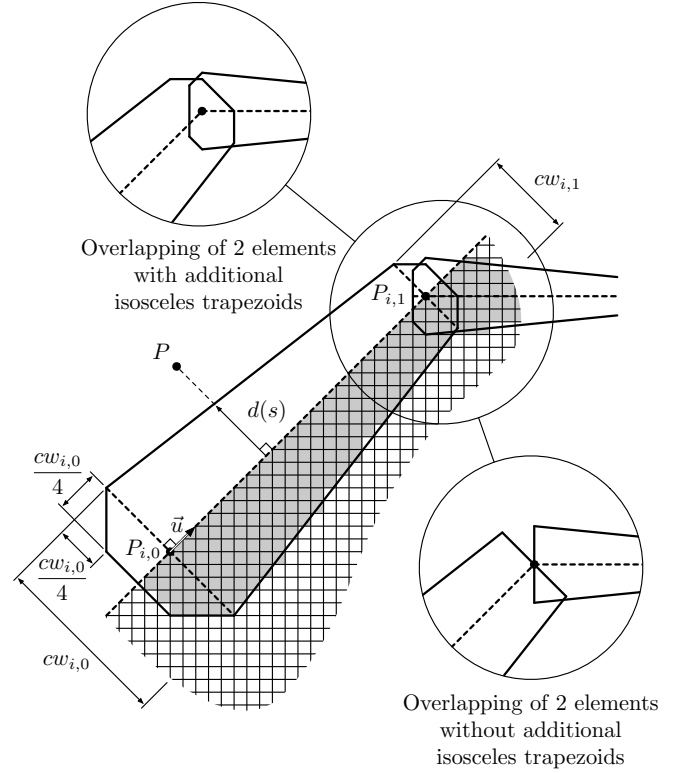 cw_{i,1}
Overlapping of 2 elements
with additional
isosceles trapezoids
P_{i,1}
P
d(s)
cw_{i,0}
4
u⃗
P_{i,0}
cw_{i,0}
4
cw_{i,0}
Overlapping of 2 elements
without additional
isosceles trapezoids